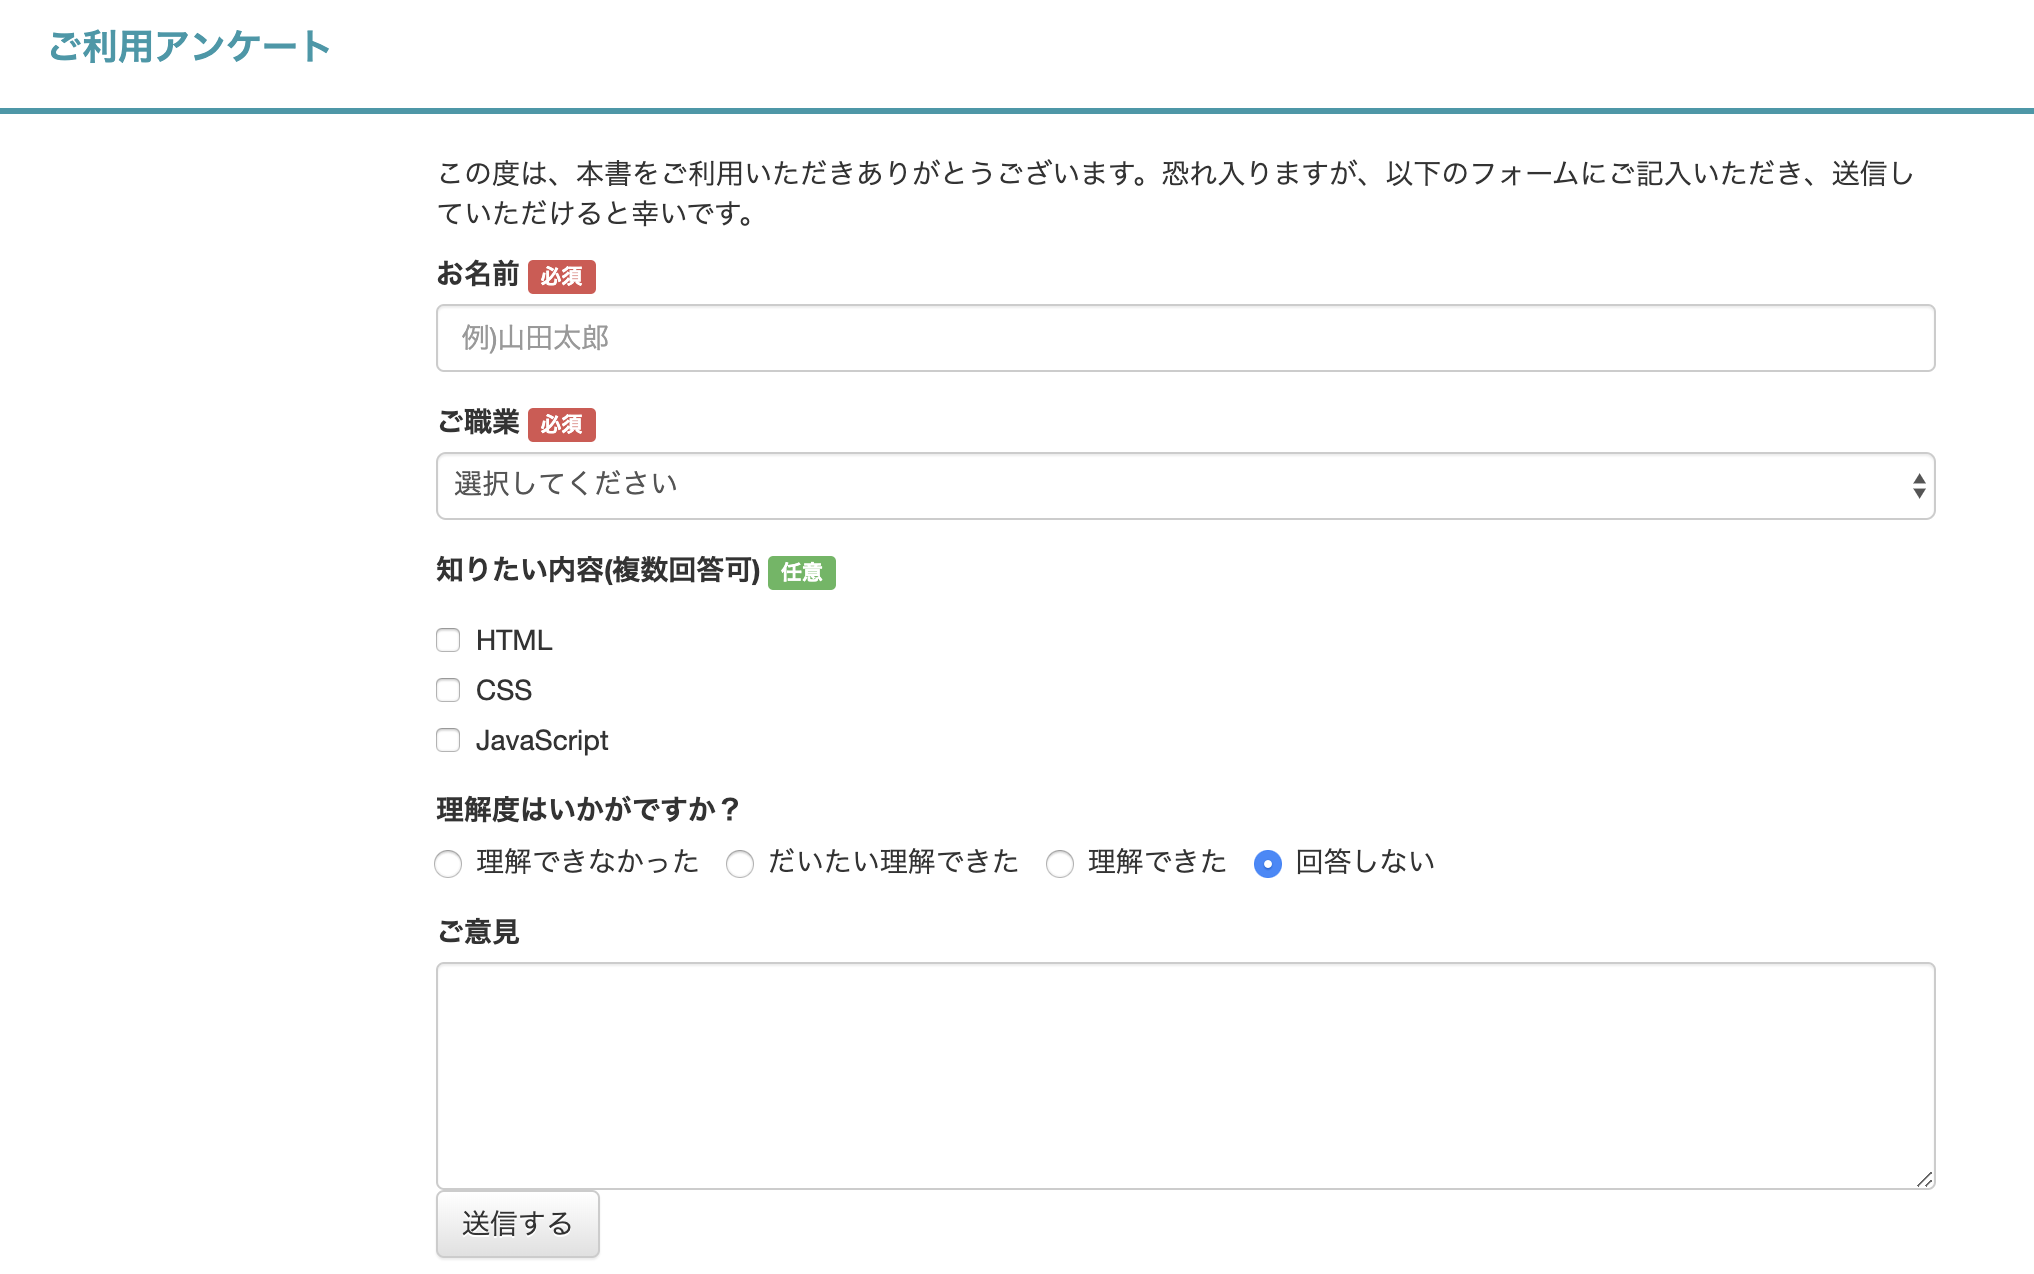 ご利用アンケート
この度は、本書をご利用いただきありがとうございます。恐れ入りますが、以下のフォームにご記入いただき、送信し
ていただけると幸いです。
お名前 必須
例)山田太郎
ご職業 必須
選択してください
知りたい内容(複数回答可) 任意
HTML
CSS
JavaScript
理解度はいかがですか？
理解できなかった だいたい理解できた 理解できた 回答しない
ご意見
送信する